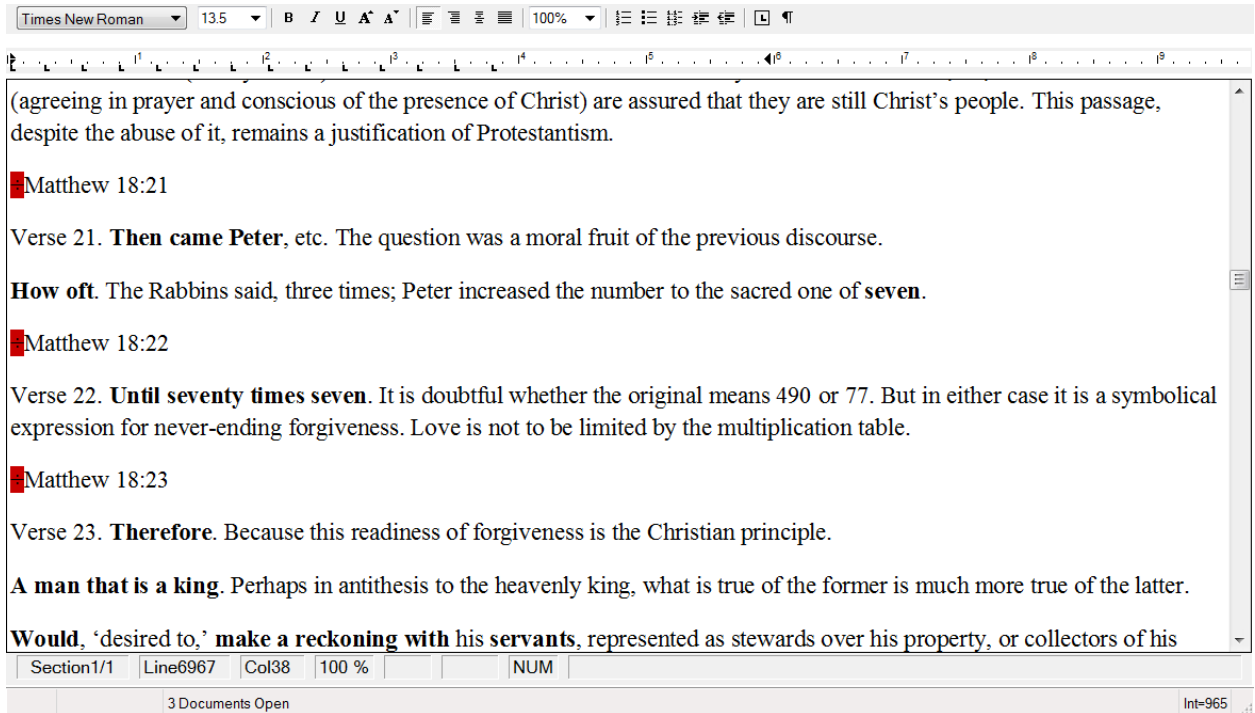 Times New Roman 13.5 B I U A A 100%
1 2 3 4 5 6 7 8 9
(agreeing in prayer and conscious of the presence of Christ) are assured that they are still Christ’s people. This passage,
despite the abuse of it, remains a justification of Protestantism.
÷Matthew 18:21
Verse 21. Then came Peter, etc. The question was a moral fruit of the previous discourse.
How oft. The Rabbins said, three times; Peter increased the number to the sacred one of seven.
÷Matthew 18:22
Verse 22. Until seventy times seven. It is doubtful whether the original means 490 or 77. But in either case it is a symbolical
expression for never-ending forgiveness. Love is not to be limited by the multiplication table.
÷Matthew 18:23
Verse 23. Therefore. Because this readiness of forgiveness is the Christian principle.
A man that is a king. Perhaps in antithesis to the heavenly king, what is true of the former is much more true of the latter.
Would, ‘desired to,’ make a reckoning with his servants, represented as stewards over his property, or collectors of his
Section1/1 Line6967 Col38 100 % NUM
3 Documents Open Int=965